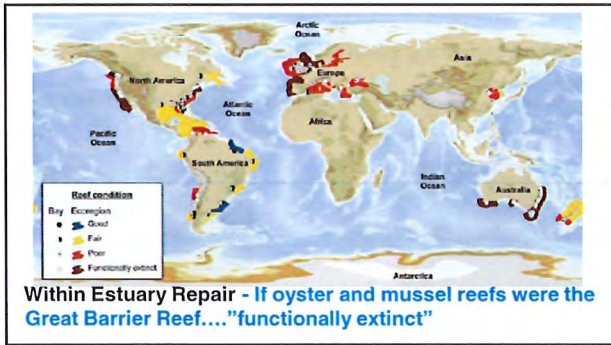 Arctic
Ocean
North America
Europe
Asia
Atlantic
Ocean
Pacific
Ocean
Africa
South America
Indian
Ocean
Australia
Reef condition
Bay Ecoregion
Good
Fair
Poor
Functionally extinct
Antarctica
Within Estuary Repair - If oyster and mussel reefs were the
Great Barrier Reef...."functionally extinct"